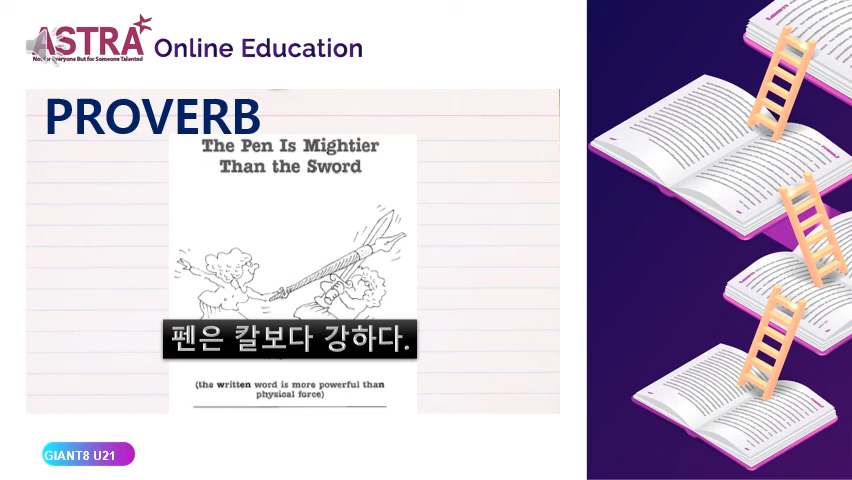 ASTRA
Not for Everyone But for Someone Talented
Online Education
PROVERB
The Pen Is Mightier
Than the Sword
펜은 칼보다 강하다.
(the written word is more powerful than
physical force)
GIANT8 U21